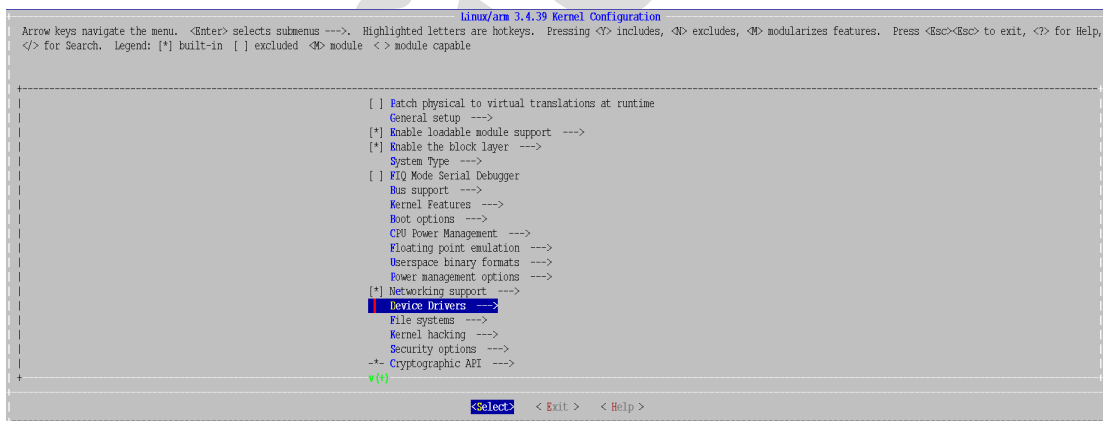 Linux/arm 3.4.39 Kernel Configuration
Arrow keys navigate the menu.  <Enter> selects submenus --->.  Highlighted letters are hotkeys.  Pressing <Y> includes, <N> excludes, <M> modularizes features.  Press <Esc><Esc> to exit, <?> for Help,
</> for Search.  Legend: [*] built-in  [ ] excluded  <M> module  < > module capable
[ ] Patch physical to virtual translations at runtime
General setup  --->
[*] Enable loadable module support  --->
[*] Enable the block layer  --->
System Type  --->
[ ] FIQ Mode Serial Debugger
Bus support  --->
Kernel Features  --->
Boot options  --->
CPU Power Management  --->
Floating point emulation  --->
Userspace binary formats  --->
Power management options  --->
[*] Networking support  --->
Device Drivers  --->
File systems  --->
Kernel hacking  --->
Security options  --->
-*- Cryptographic API  --->
v(+)
<Select>    < Exit >    < Help >